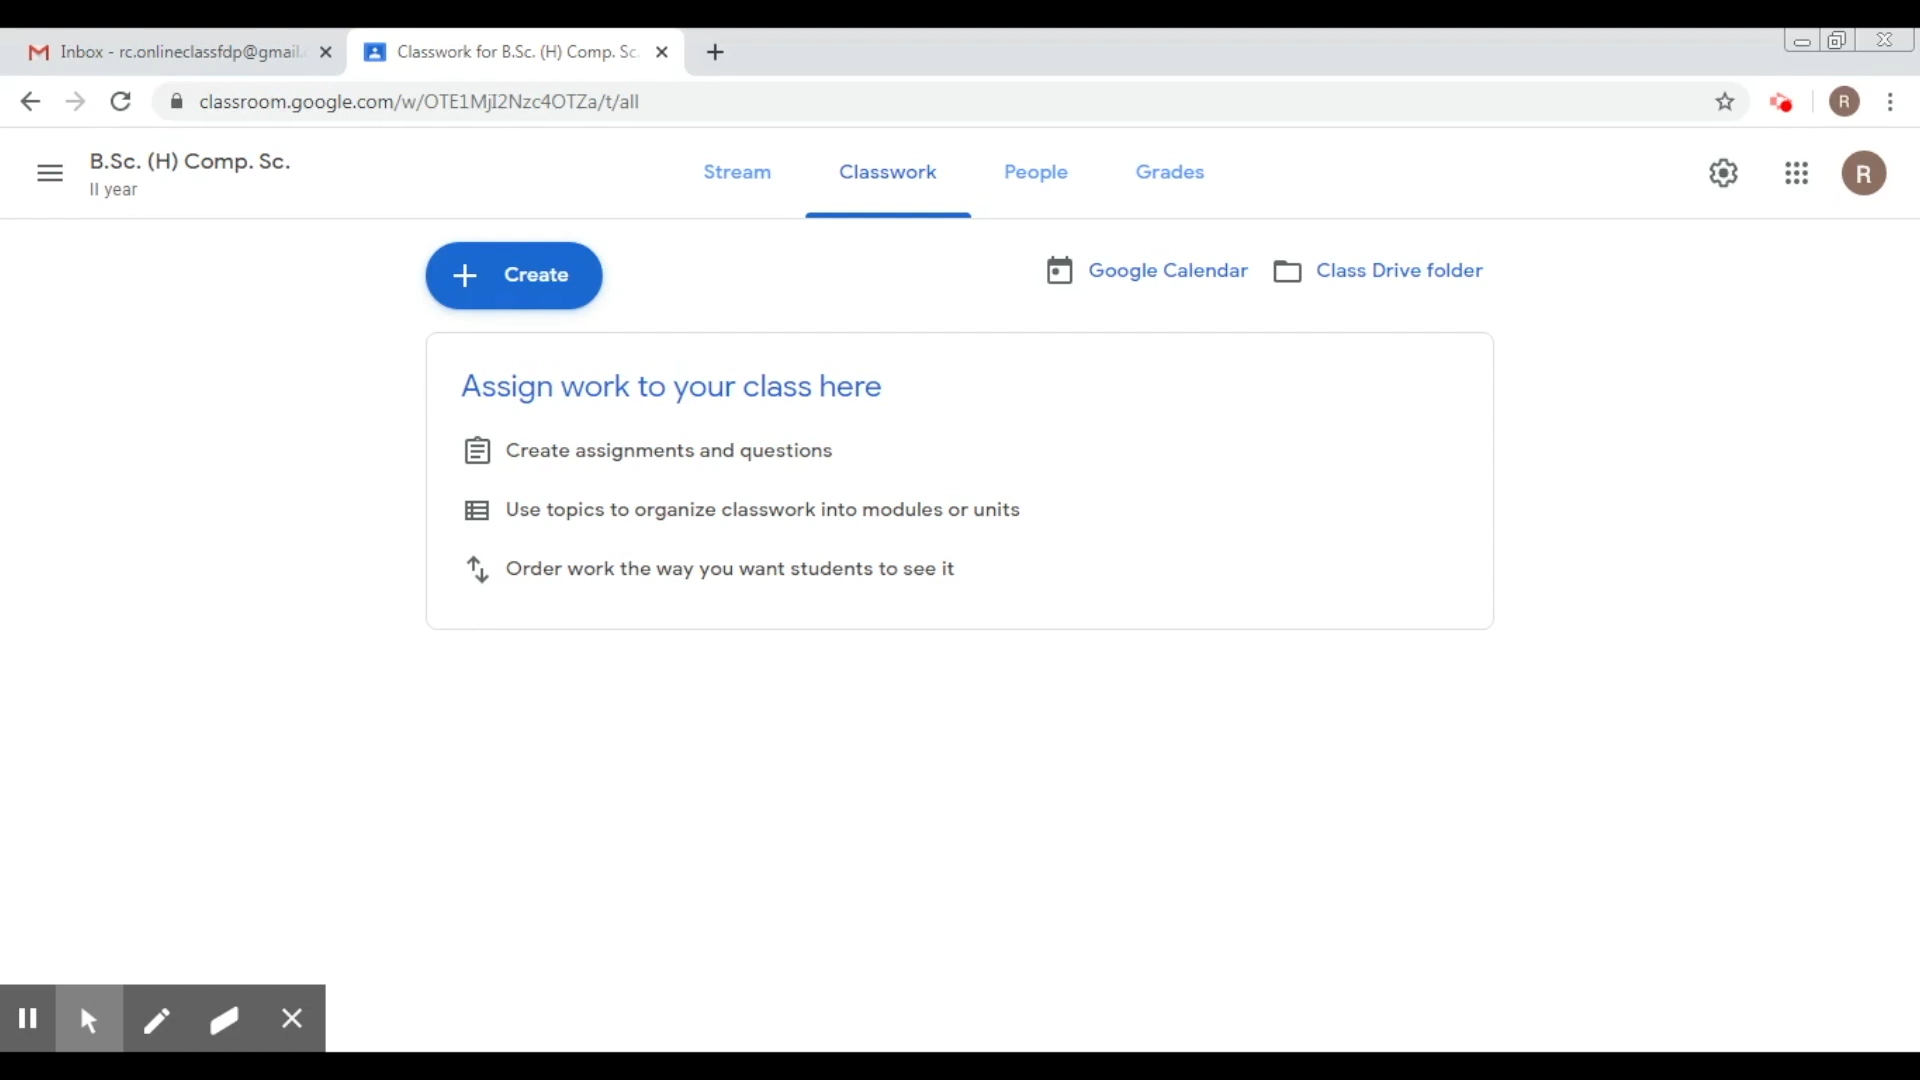 Inbox - rc.onlineclassfdp@gmail.
Classwork for B.Sc. (H) Comp. Sc.
classroom.google.com/w/OTE1MjI2Nzc4OTZa/t/all
R
B.Sc. (H) Comp. Sc.
II year
Stream
Classwork
People
Grades
R
Create
Google Calendar
Class Drive folder
Assign work to your class here
Create assignments and questions
Use topics to organize classwork into modules or units
Order work the way you want students to see it